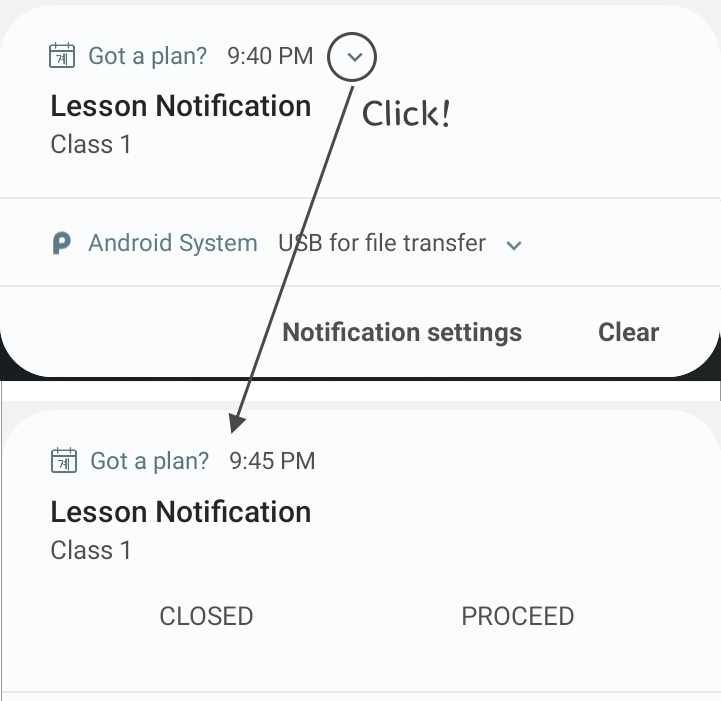 계 Got a plan? 9:40 PM
Click!
Lesson Notification
Class 1
Android System USB for file transfer
Notification settings Clear
계 Got a plan? 9:45 PM
Lesson Notification
Class 1
CLOSED PROCEED